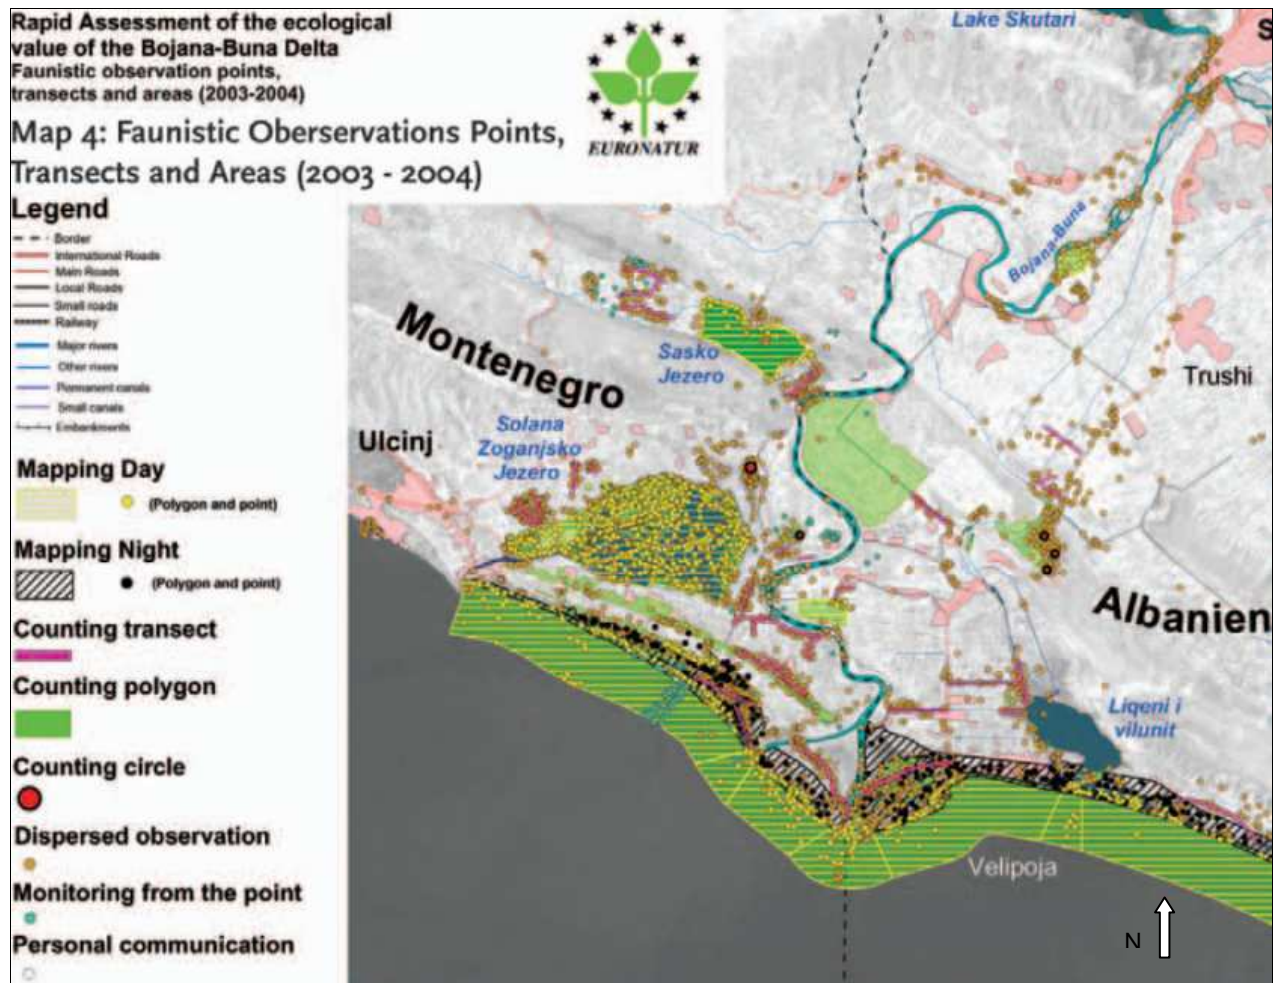 Rapid Assessment of the ecological
value of the Bojana-Buna Delta
Faunistic observation points,
transects and areas (2003-2004)
Map 4: Faunistic Oberservations Points,
Transects and Areas (2003 - 2004)
EURONATUR
Legend
Border
International Roads
Main Roads
Local Roads
Small roads
Railway
Major rivers
Other rivers
Permanent canals
Small canals
Embankments
Mapping Day
(Polygon and point)
Mapping Night
(Polygon and point)
Counting transect
Counting polygon
Counting circle
Dispersed observation
Monitoring from the point
Personal communication
Lake Skutari
S
Bojana-Buna
Montenegro
Sasko
Jezero
Trushi
Ulcinj
Solana
Zoganjsko
Jezero
Albanien
Liqeni i
vilunit
Velipoja
N